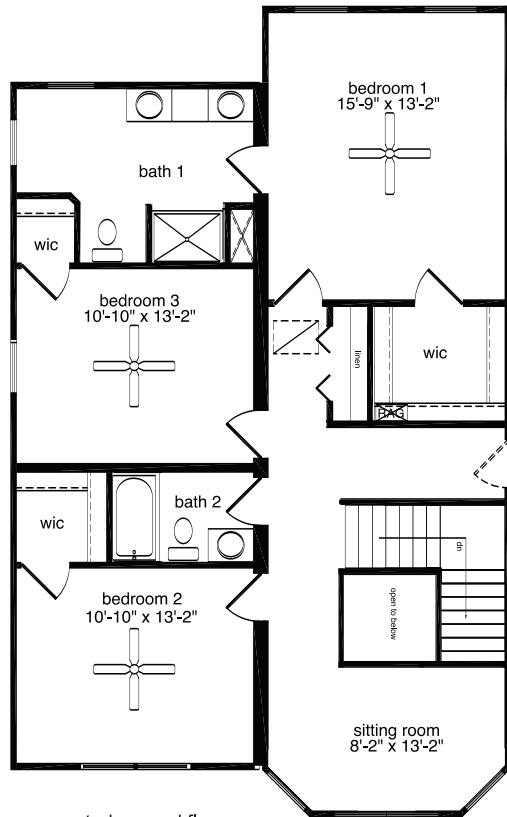 bedroom 1
15'-9" x 13'-2"
bath 1
wic
bedroom 3
10'-10" x 13'-2"
linen
wic
RAG
bath 2
wic
dn
open to below
bedroom 2
10'-10" x 13'-2"
sitting room
8'-2" x 13'-2"